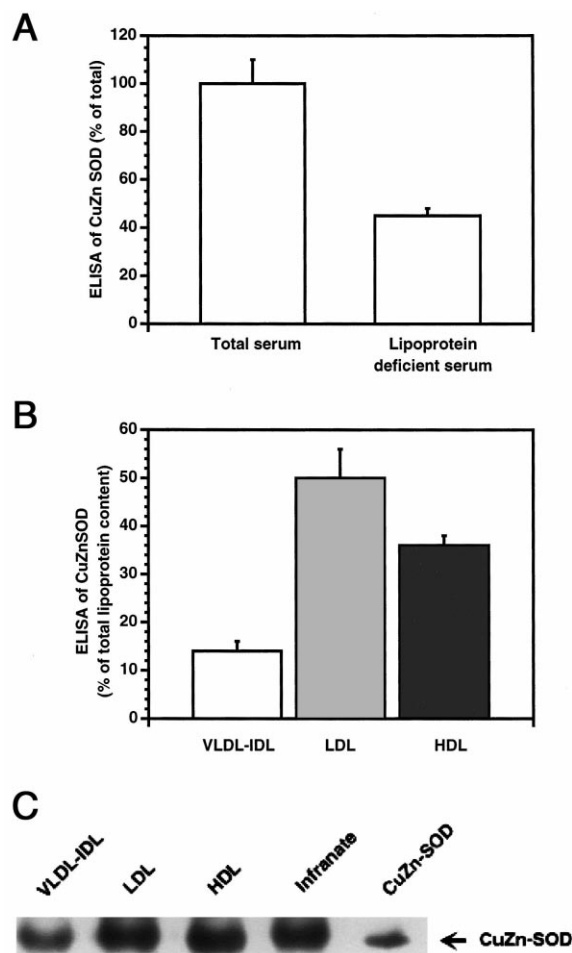 A
ELISA of CuZn SOD (% of total)
120
100
80
60
40
20
0
Total serum
Lipoprotein
deficient serum
B
ELISA of CuZnSOD
(% of total lipoprotein content)
60
50
40
30
20
10
0
VLDL-IDL
LDL
HDL
C
VLDL-IDL
LDL
HDL
Infranate
CuZn-SOD
CuZn-SOD